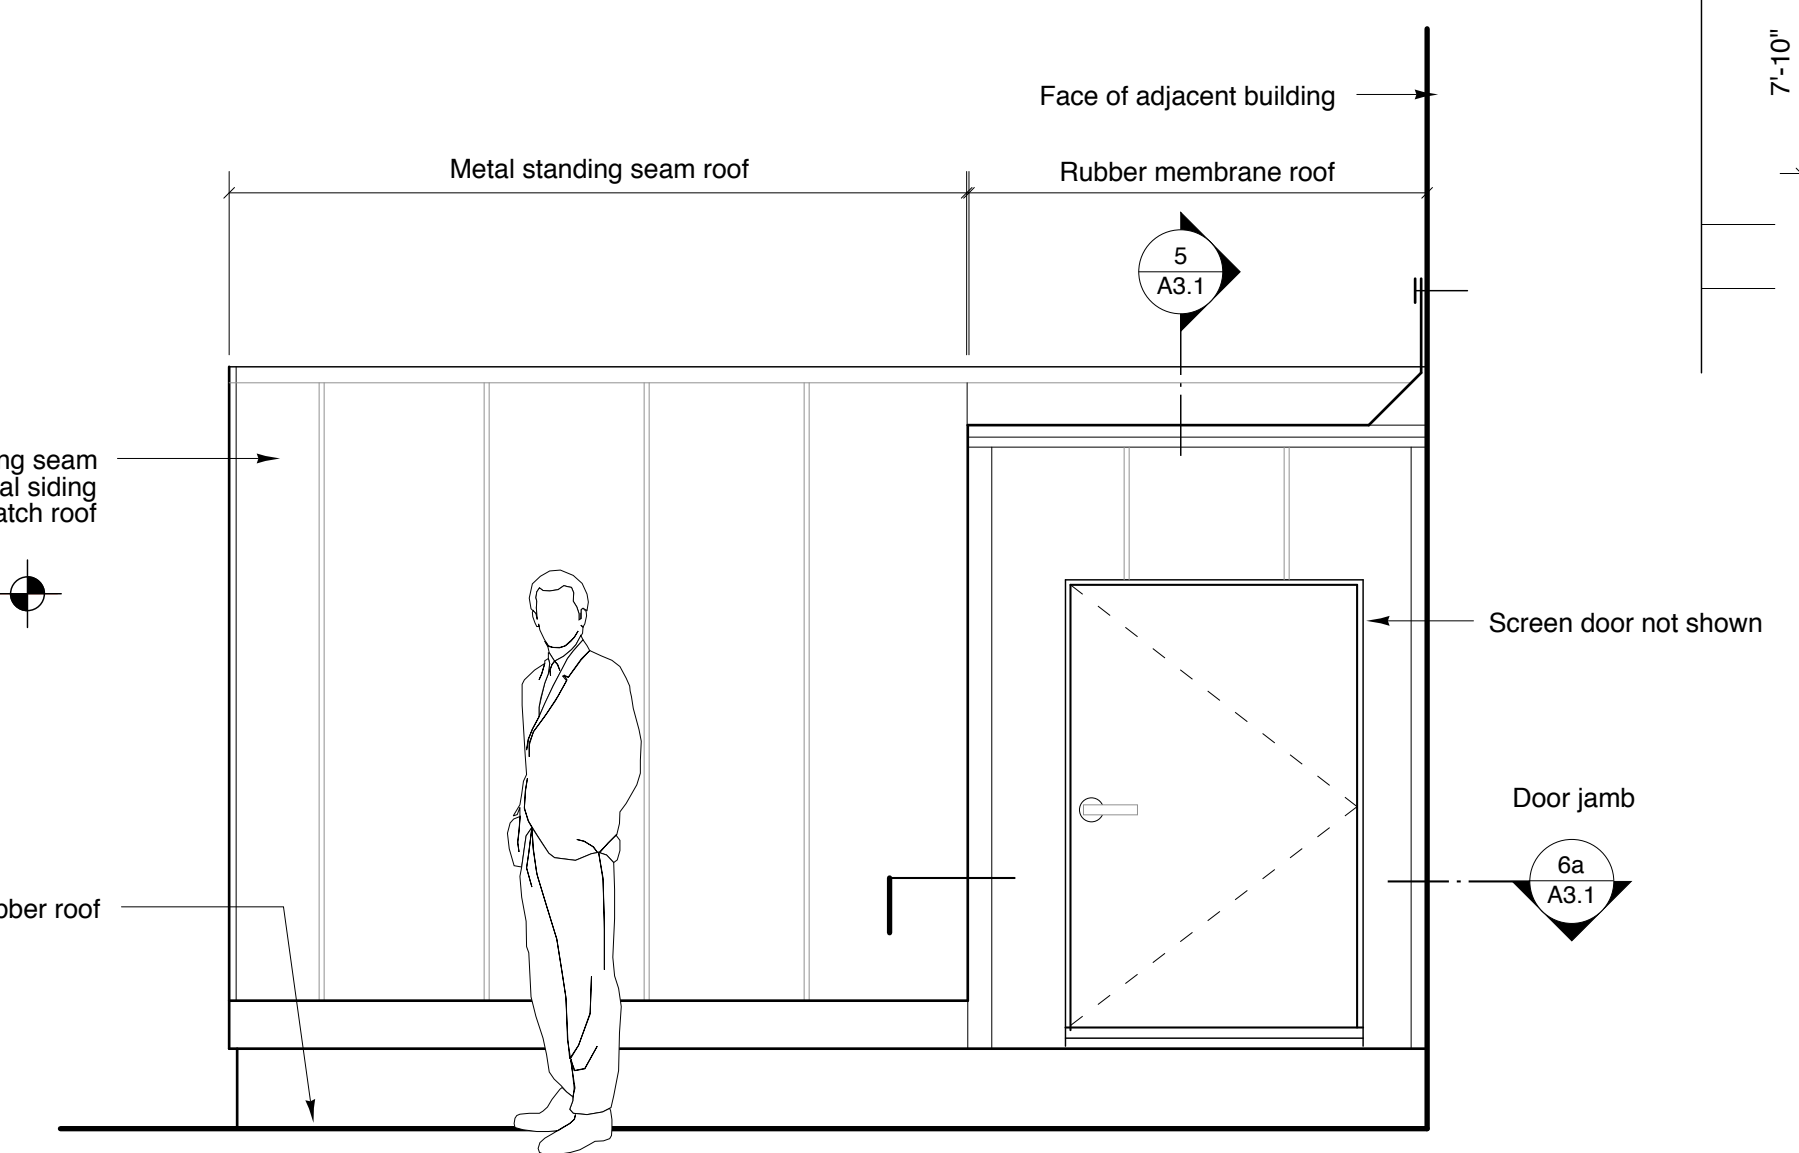 7'-10"
Face of adjacent building
Metal standing seam roof
Rubber membrane roof
5
A3.1
ng seam
al siding
atch roof
Screen door not shown
Door jamb
6a
A3.1
bber roof